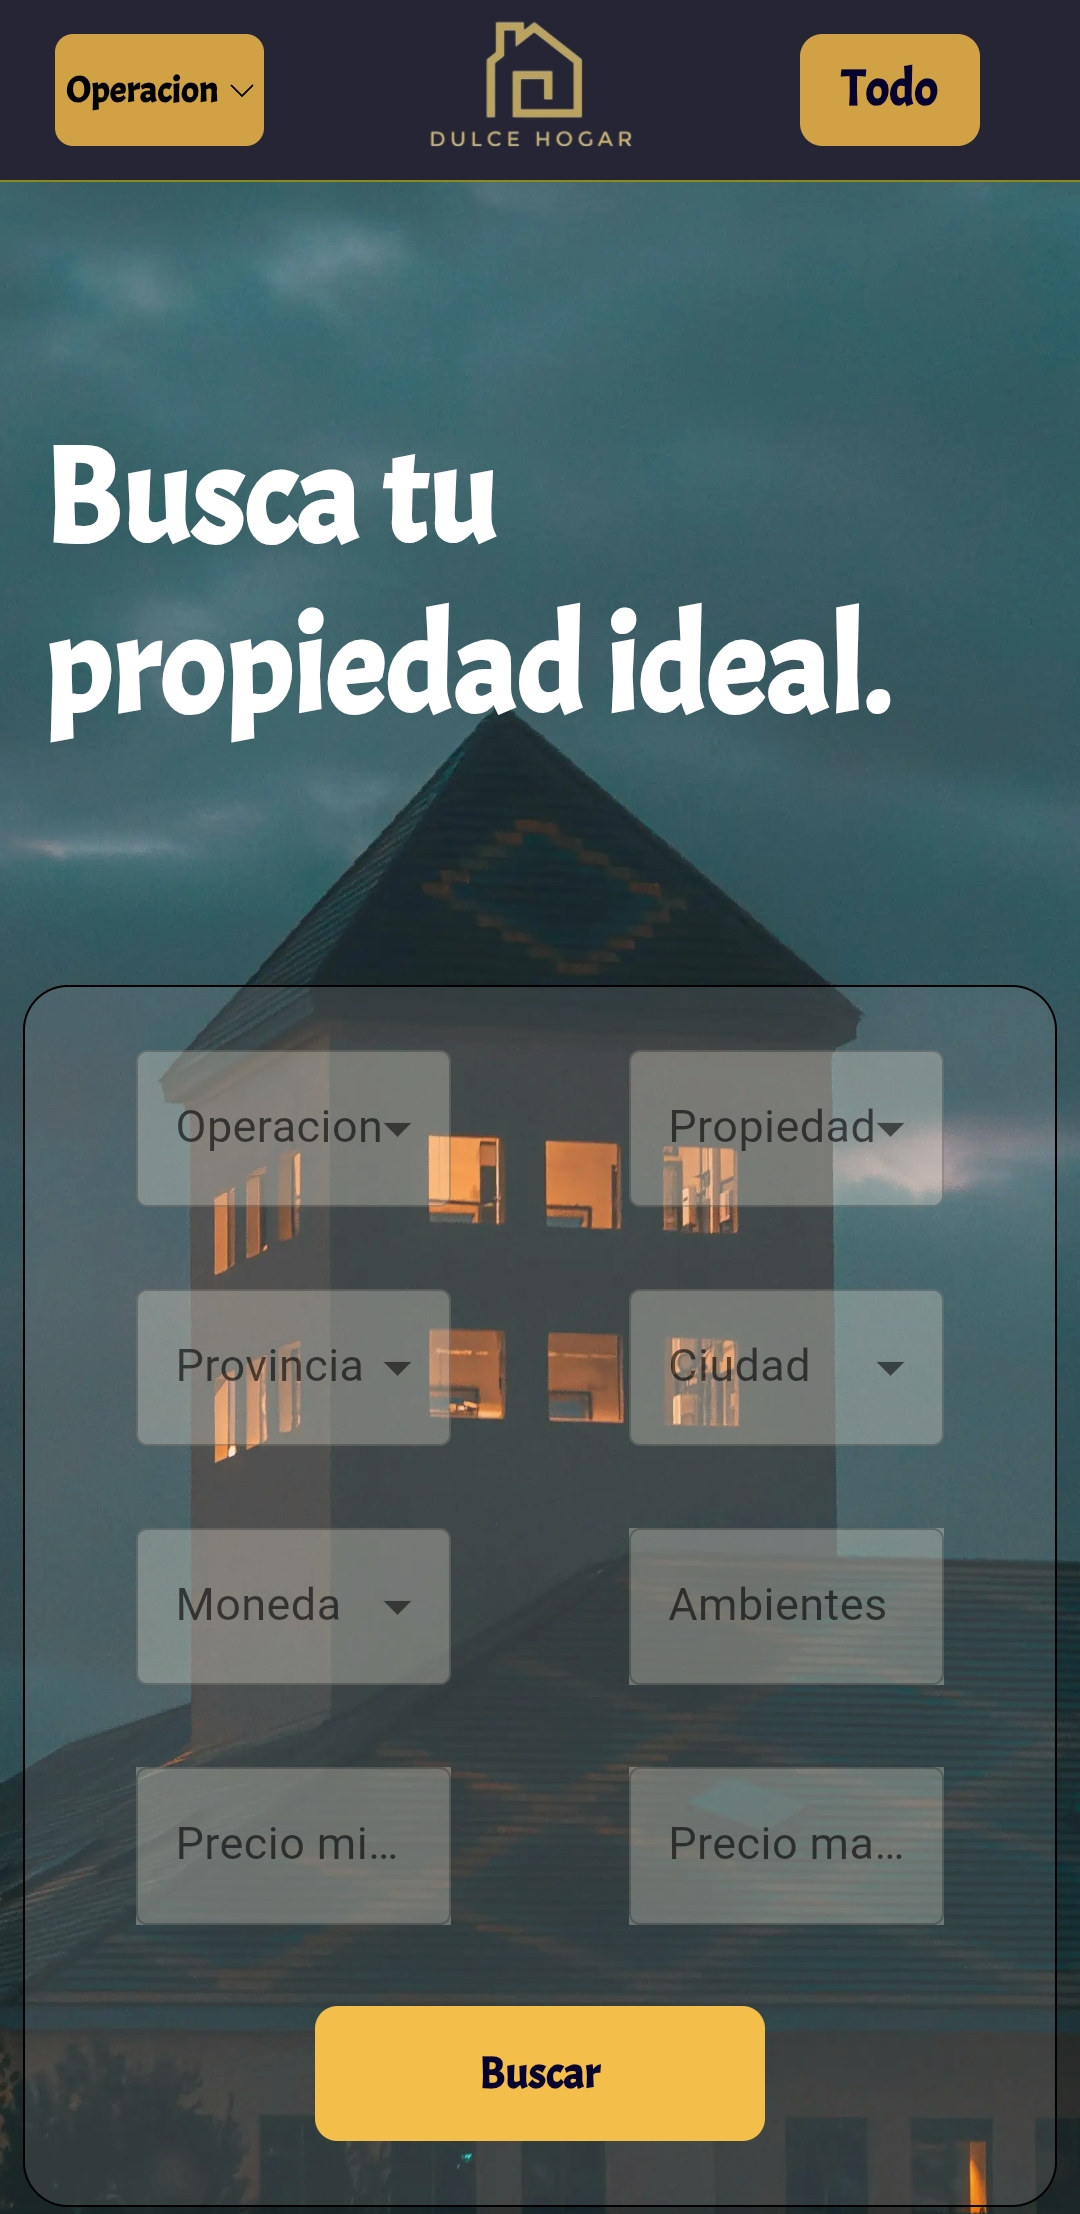 Operacion
DULCE HOGAR
Todo
Busca tu
propiedad ideal.
Operacion
Propiedad
Provincia
Ciudad
Moneda
Ambientes
Precio mi...
Precio ma...
Buscar